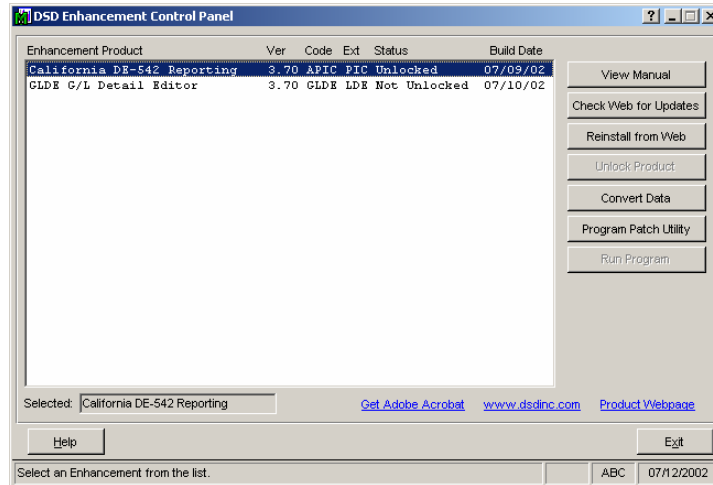 DSD Enhancement Control Panel
Enhancement Product Ver Code Ext Status Build Date
California DE-542 Reporting 3.70 APIC PIC Unlocked 07/09/02
GLDE G/L Detail Editor 3.70 GLDE LDE Not Unlocked 07/10/02
View Manual
Check Web for Updates
Reinstall from Web
Unlock Product
Convert Data
Program Patch Utility
Run Program
Selected: California DE-542 Reporting Get Adobe Acrobat www.dsdinc.com Product Webpage
Help Exit
Select an Enhancement from the list. ABC 07/12/2002